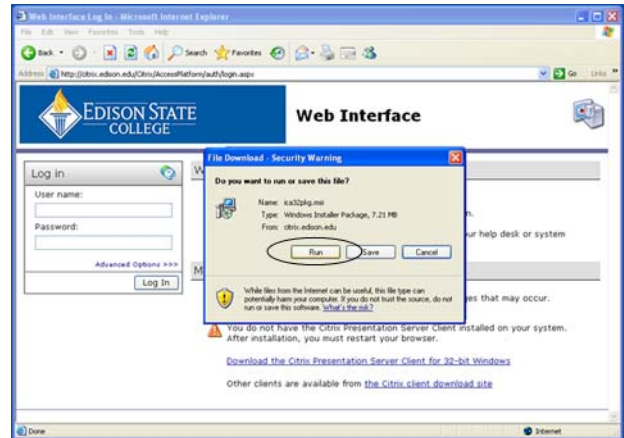 Web Interface Log In - Microsoft Internet Explorer
File Edit View Favorites Tools Help
Back Search Favorites
Address http://citrix.edison.edu/Citrix/AccessPlatform/auth/login.aspx Go Links
EDISON STATE
COLLEGE
Web Interface
Log in
User name:
Password:
Advanced Options >>>
Log In
W
n.
ur help desk or system
M
ges that may occur.
File Download - Security Warning
Do you want to run or save this file?
Name: ica32pkg.msi
Type: Windows Installer Package, 7.21 MB
From: citrix.edison.edu
Run Save Cancel
While files from the Internet can be useful, this file type can
potentially harm your computer. If you do not trust the source, do not
run or save this software. What's the risk?
You do not have the Citrix Presentation Server Client installed on your system.
After installation, you must restart your browser.
Download the Citrix Presentation Server Client for 32-bit Windows
Other clients are available from the Citrix client download site
Done Internet